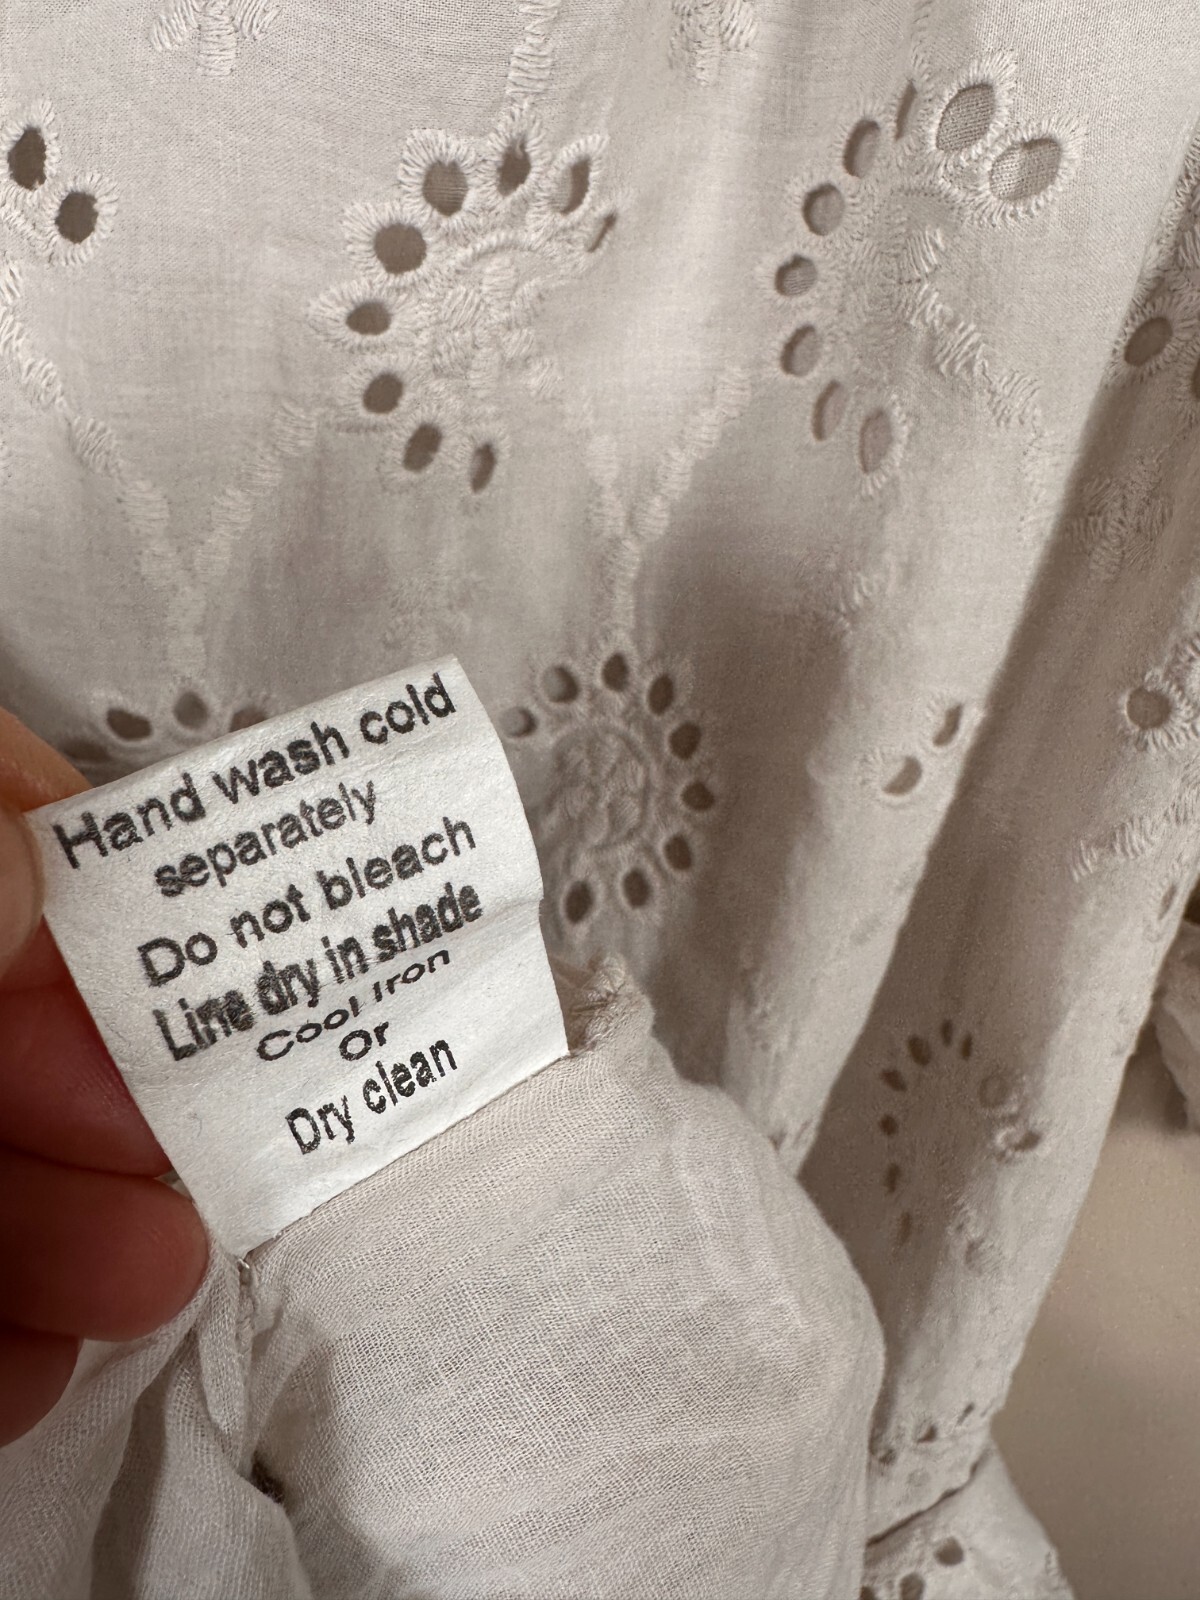 Hand wash cold
separately
Do not bleach
Line dry in shade
Cool Iron
Or
Dry clean